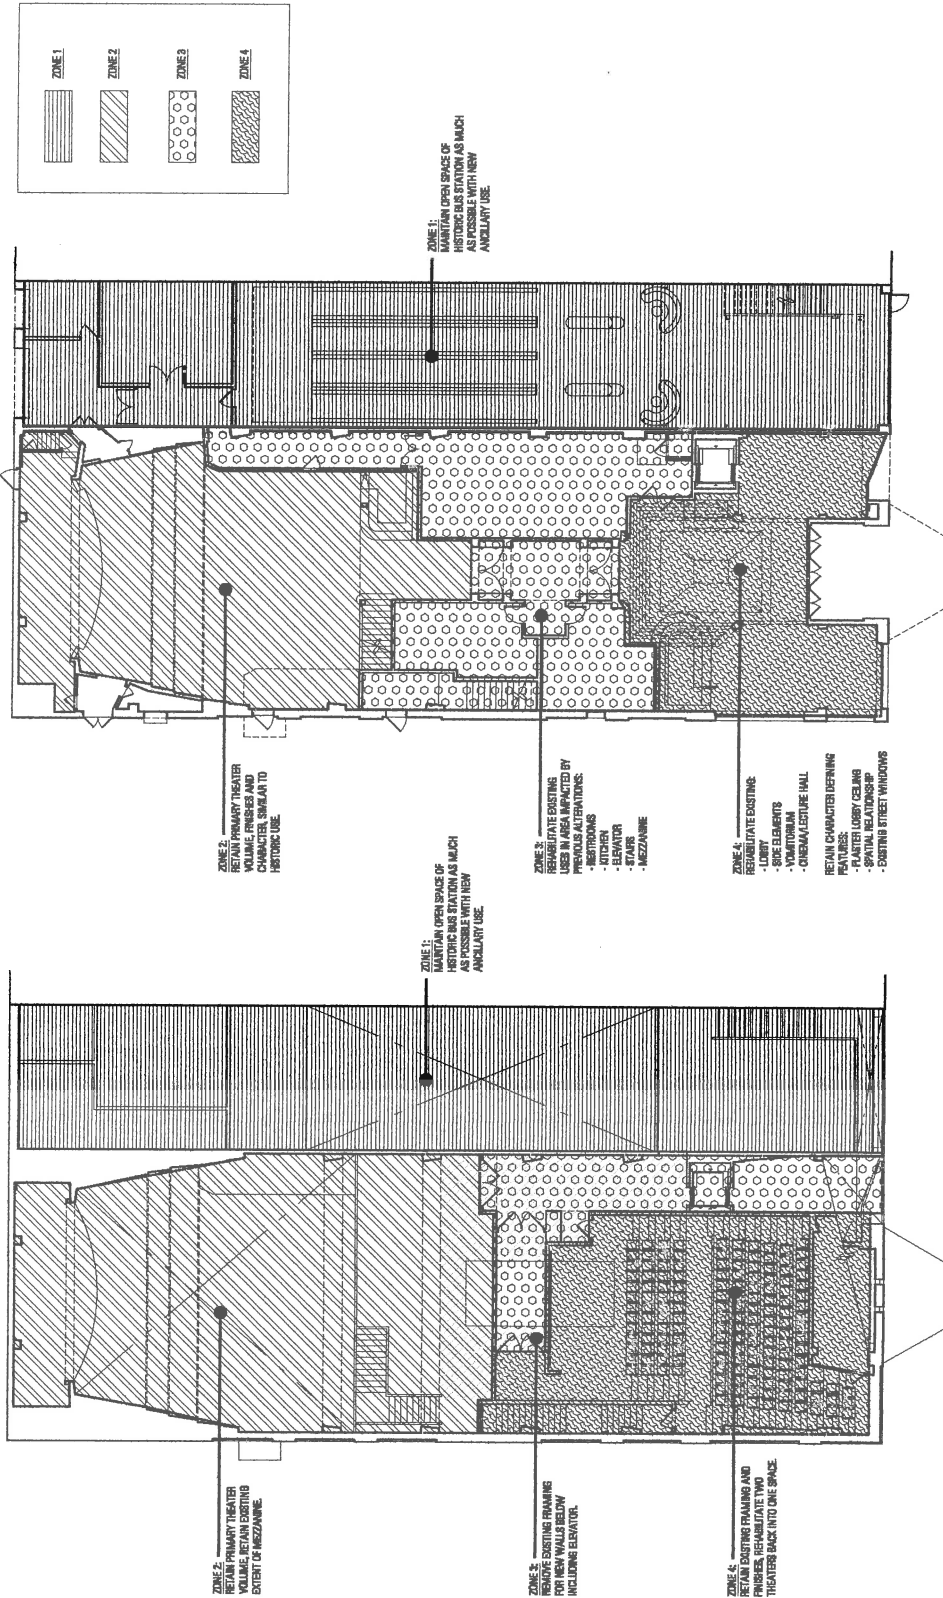 ZONE 1
ZONE 2
ZONE 3
ZONE 4
ZONE 1:
MAINTAIN OPEN SPACE OF
HISTORIC BUS STATION AS MUCH
AS POSSIBLE WITH NEW
ANCILLARY USE.
ZONE 2:
RETAIN PRIMARY THEATER
VOLUME, FINISHES AND
CHARACTER, SIMILAR TO
HISTORIC USE.
ZONE 3:
REHABILITATE EXISTING
USES IN AREA IMPACTED BY
PREVIOUS ALTERATIONS:
- RESTROOMS
- KITCHEN
- ELEVATOR
- STAIRS
- MEZZANINE
ZONE 4:
REHABILITATE EXISTING:
- LOBBY
- SIDE ELEMENTS
- VOMITORIUM
- CINEMA/LECTURE HALL
RETAIN CHARACTER DEFINING
FEATURES:
- PLASTER LOBBY CEILING
- SPATIAL RELATIONSHIP
- EXISTING STREET WINDOWS
ZONE 1:
MAINTAIN OPEN SPACE OF
HISTORIC BUS STATION AS MUCH
AS POSSIBLE WITH NEW
ANCILLARY USE.
ZONE 2:
RETAIN PRIMARY THEATER
VOLUME, RETAIN EXISTING
EXTENT OF MEZZANINE.
ZONE 3:
REMOVE EXISTING FRAMING
FOR NEW WALLS BELOW
INCLUDING ELEVATOR.
ZONE 4:
RETAIN EXISTING FRAMING AND
FINISHES, REHABILITATE TWO
THEATERS BACK INTO ONE SPACE.